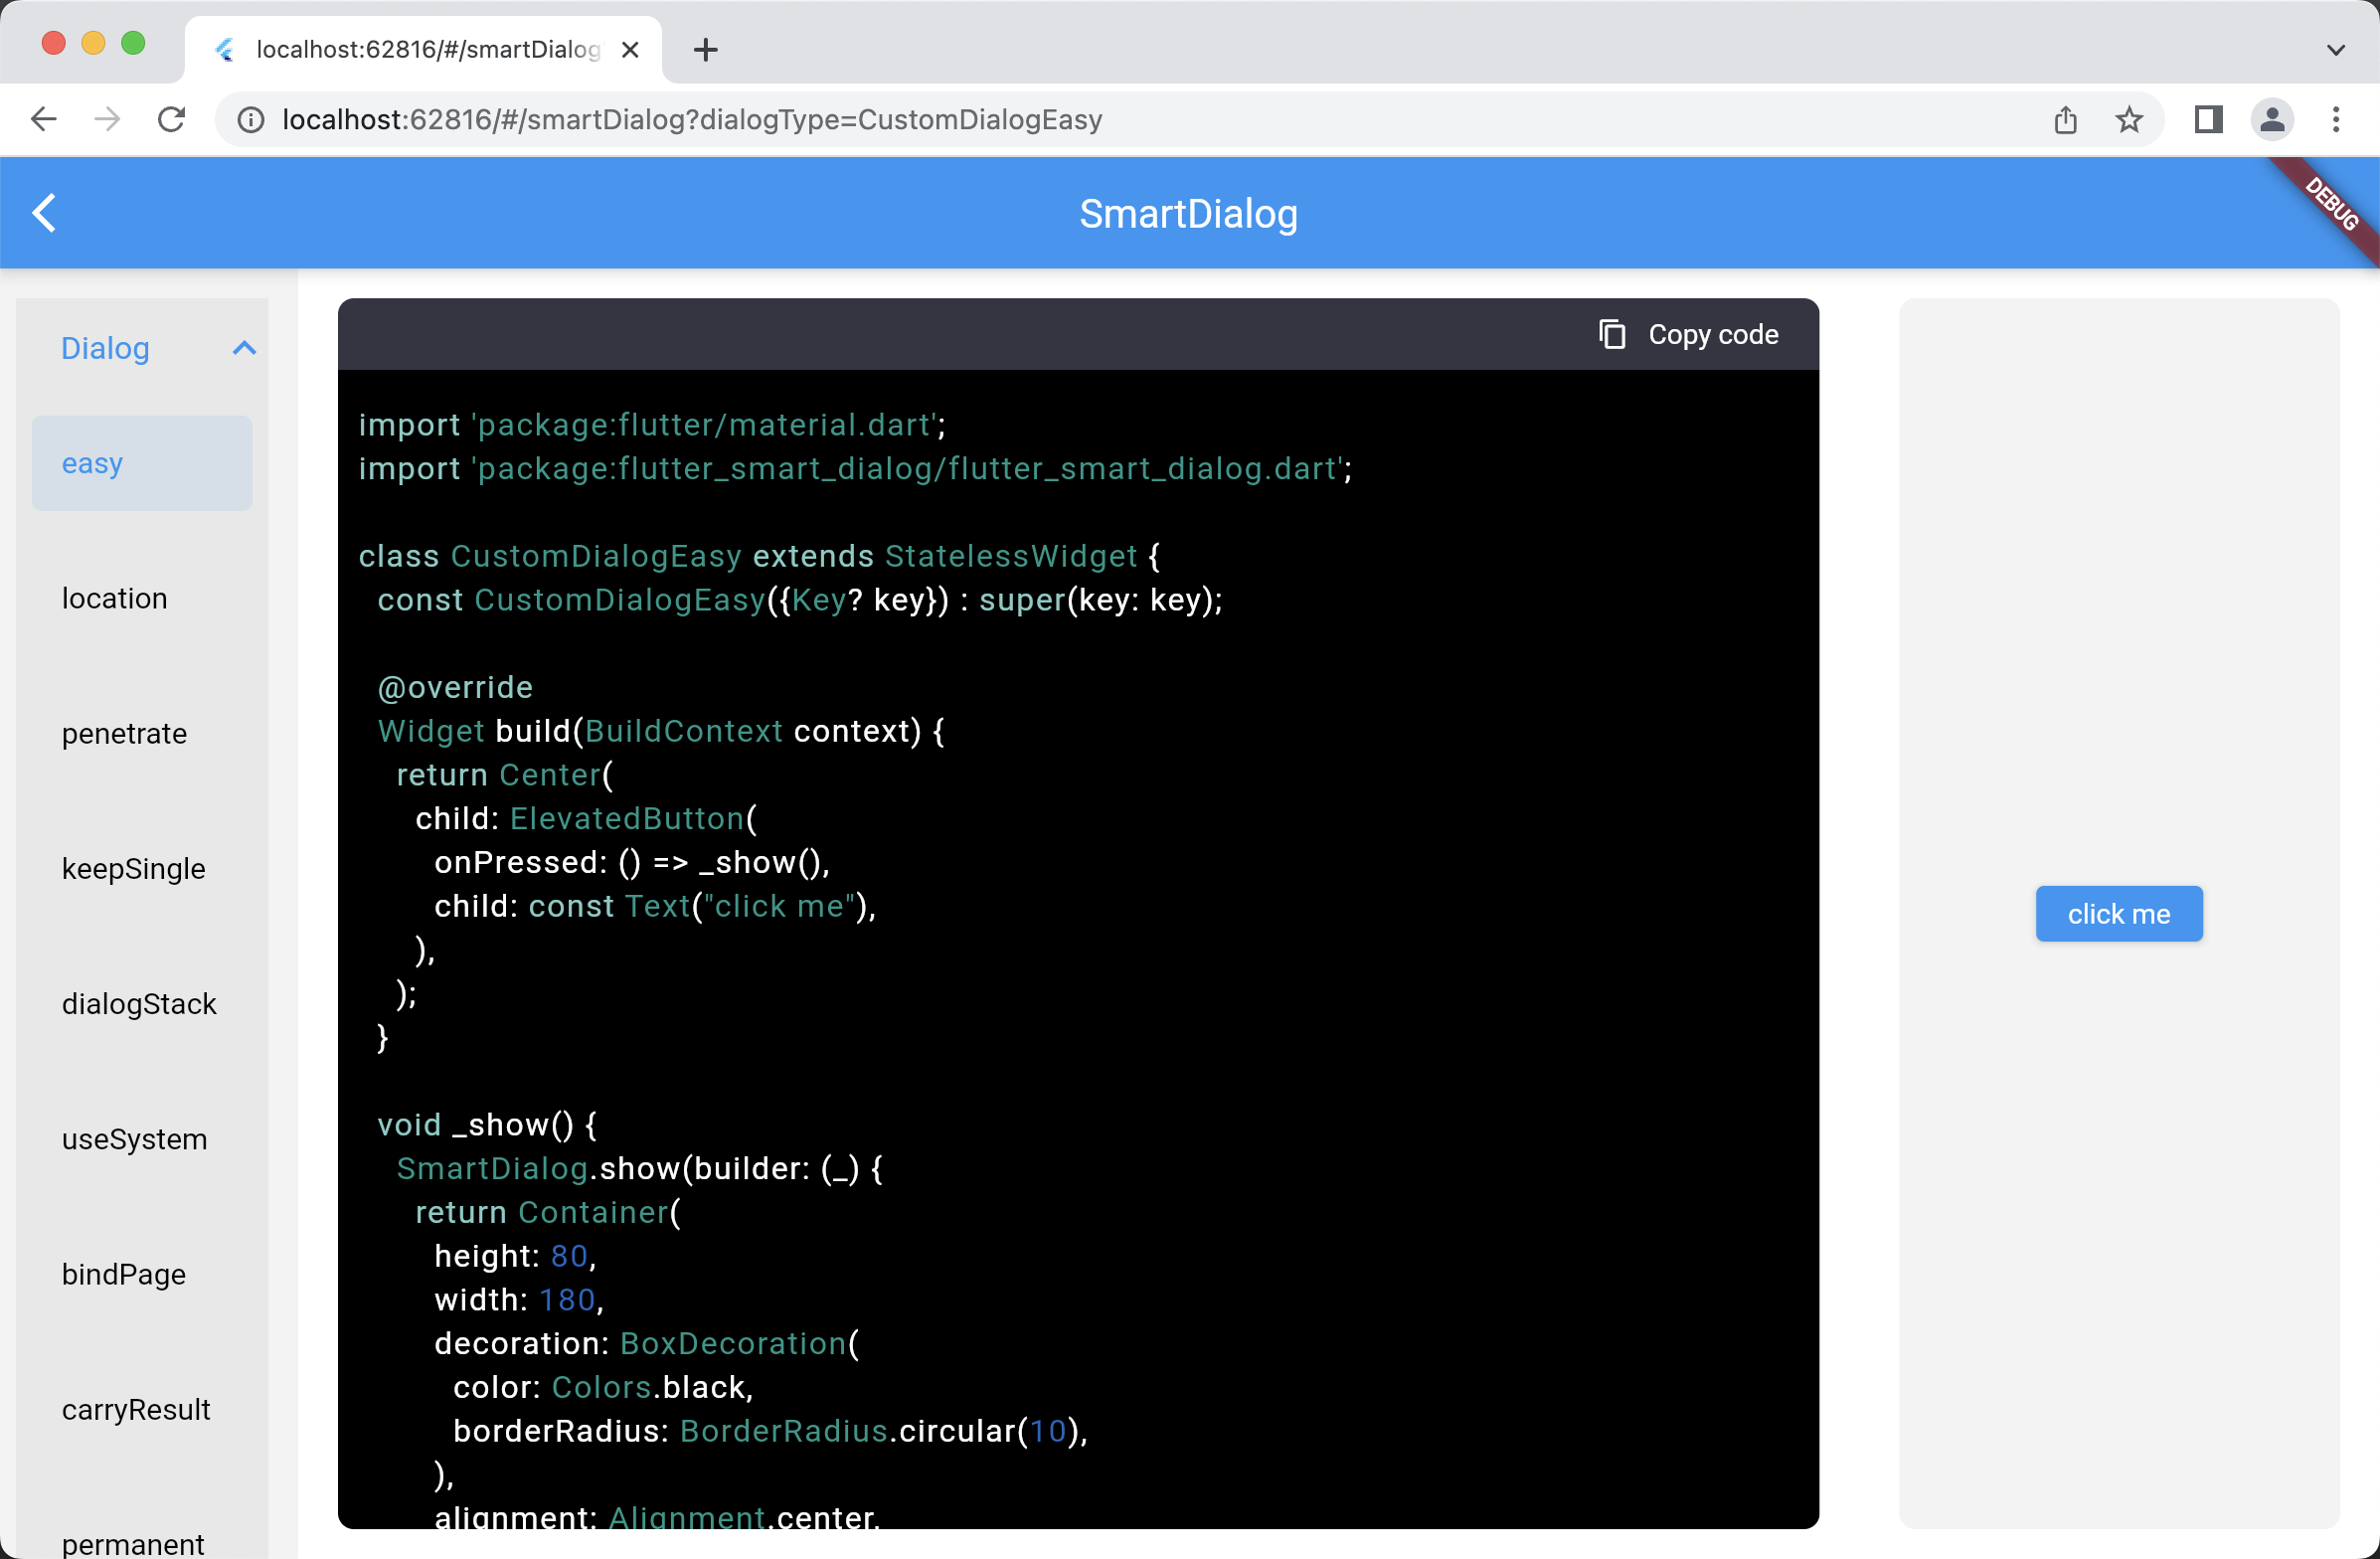 localhost:62816/#/smartDialog
localhost:62816/#/smartDialog?dialogType=CustomDialogEasy
SmartDialog
DEBUG
Dialog
easy
location
penetrate
keepSingle
dialogStack
useSystem
bindPage
carryResult
permanent
Copy code
import 'package:flutter/material.dart';
import 'package:flutter_smart_dialog/flutter_smart_dialog.dart';
class CustomDialogEasy extends StatelessWidget {
const CustomDialogEasy({Key? key}) : super(key: key);
@override
Widget build(BuildContext context) {
return Center(
child: ElevatedButton(
onPressed: () => _show(),
child: const Text("click me"),
),
);
}
void _show() {
SmartDialog.show(builder: (_) {
return Container(
height: 80,
width: 180,
decoration: BoxDecoration(
color: Colors.black,
borderRadius: BorderRadius.circular(10),
),
alignment: Alignment.center,
click me